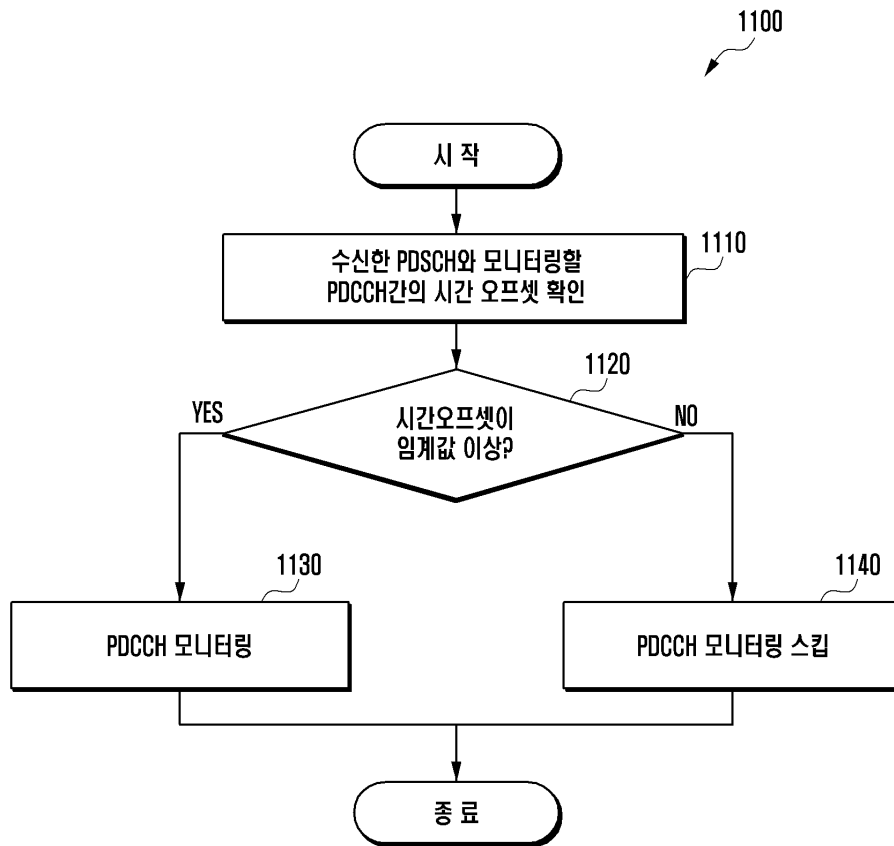 1100
시 작
수신한 PDSCH와 모니터링할
PDCCH간의 시간 오프셋 확인
1110
1120
YES
시간오프셋이
임계값 이상?
NO
1130
PDCCH 모니터링
1140
PDCCH 모니터링 스킵
종 료